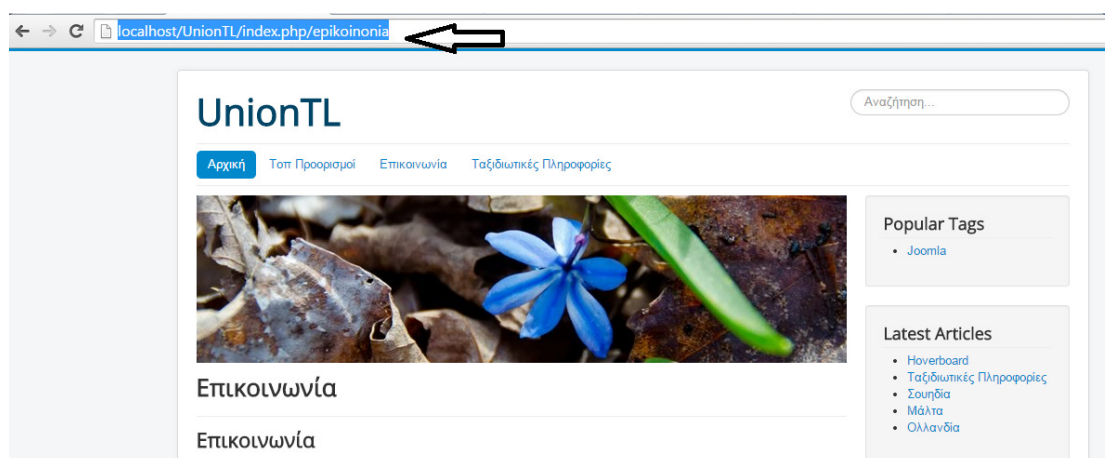 localhost/UnionTL/index.php/epikoinonia
UnionTL
Αναζήτηση...
Αρχική Τοπ Προορισμοί Επικοινωνία Ταξιδιωτικές Πληροφορίες
Popular Tags
Joomla
Latest Articles
Hoverboard
Ταξιδιωτικές Πληροφορίες
Σουηδία
Μάλτα
Ολλανδία
Επικοινωνία
Επικοινωνία